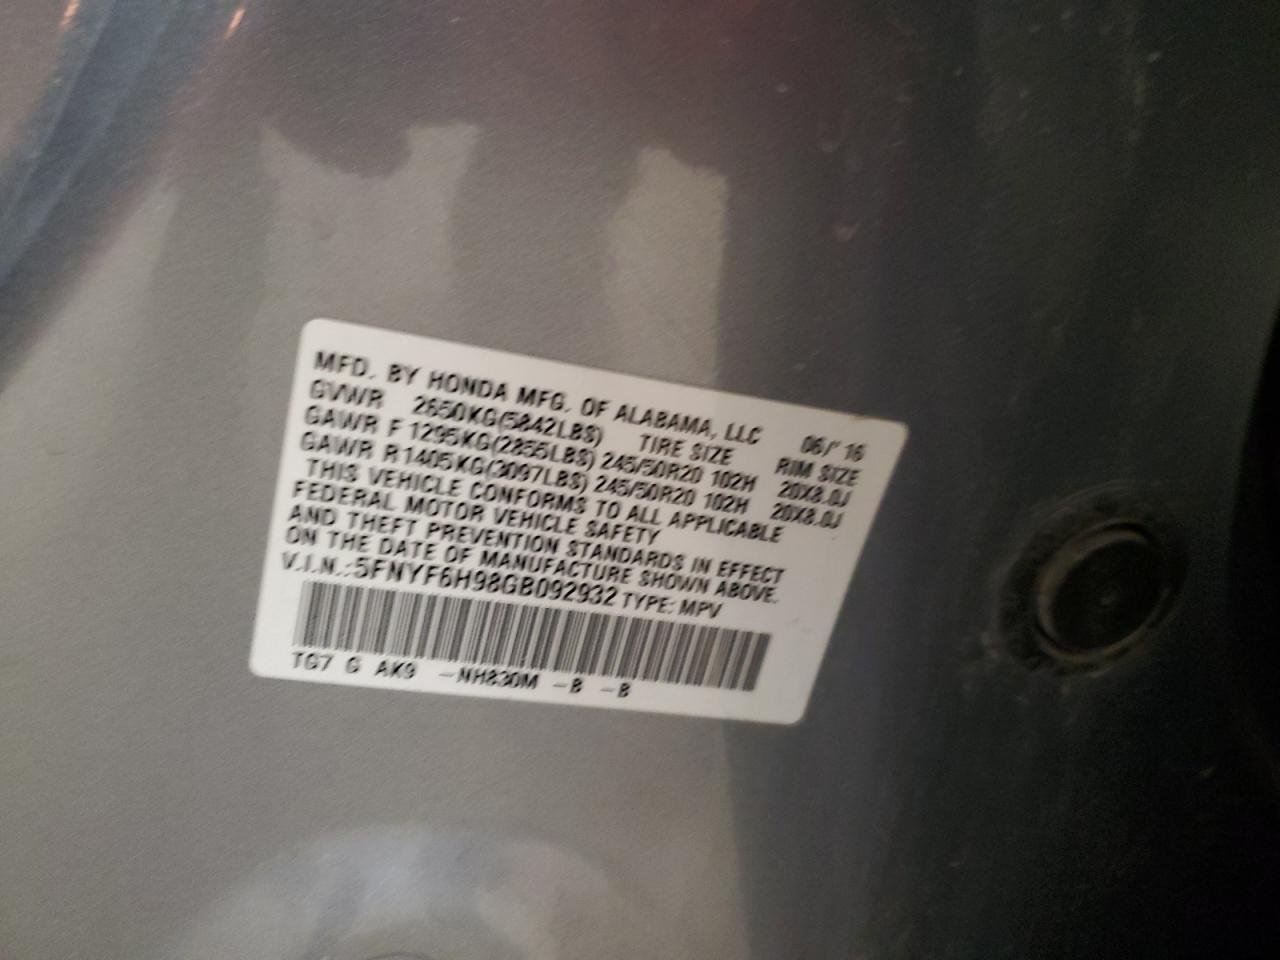 MFD. BY HONDA MFG. OF ALABAMA, LLC 06/'16
GVWR 2650KG(5842LBS) TIRE SIZE RIM SIZE
GAWR F 1295KG(2855LBS) 245/50R20 102H 20X8.0J
GAWR R1405KG(3097LBS) 245/50R20 102H 20X8.0J
THIS VEHICLE CONFORMS TO ALL APPLICABLE
FEDERAL MOTOR VEHICLE SAFETY
AND THEFT PREVENTION STANDARDS IN EFFECT
ON THE DATE OF MANUFACTURE SHOWN ABOVE.
V.I.N.:5FNYF6H98GB092932 TYPE: MPV
TG7 G AK9 -NH830M -B -B